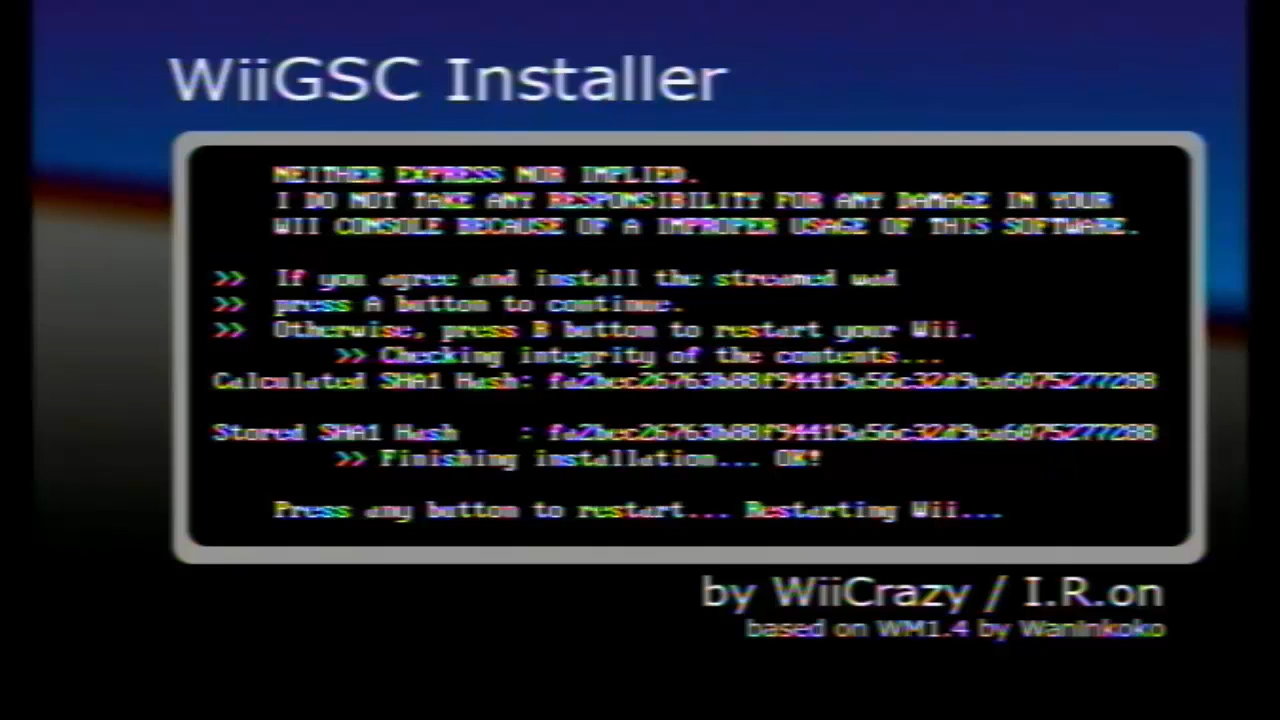 WiiGSC Installer
NEITHER EXPRESS NOR IMPLIED.
I DO NOT TAKE ANY RESPONSIBILITY FOR ANY DAMAGE IN YOUR
WII CONSOLE BECAUSE OF A IMPROPER USAGE OF THIS SOFTWARE.
>> If you agree and install the streamed wad
>> press A button to continue.
>> Otherwise, press B button to restart your Wii.
>> Checking integrity of the contents...
Calculated SHA1 Hash: fa2bec26763b88f94419a56c32d9ea6075277288
Stored SHA1 Hash : fa2bec26763b88f94419a56c32d9ea6075277288
>> Finishing installation... OK!
Press any button to restart... Restarting Wii...
by WiiCrazy / I.R.on
based on WM1.4 by Waninkoko